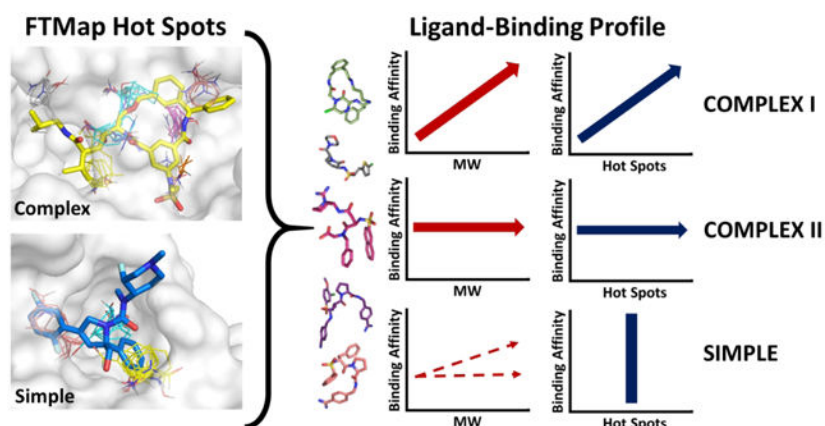 FTMap Hot Spots
Ligand-Binding Profile
Complex
Simple
Binding Affinity
MW
Binding Affinity
Hot Spots
COMPLEX I
Binding Affinity
MW
Binding Affinity
Hot Spots
COMPLEX II
Binding Affinity
MW
Binding Affinity
Hot Spots
SIMPLE